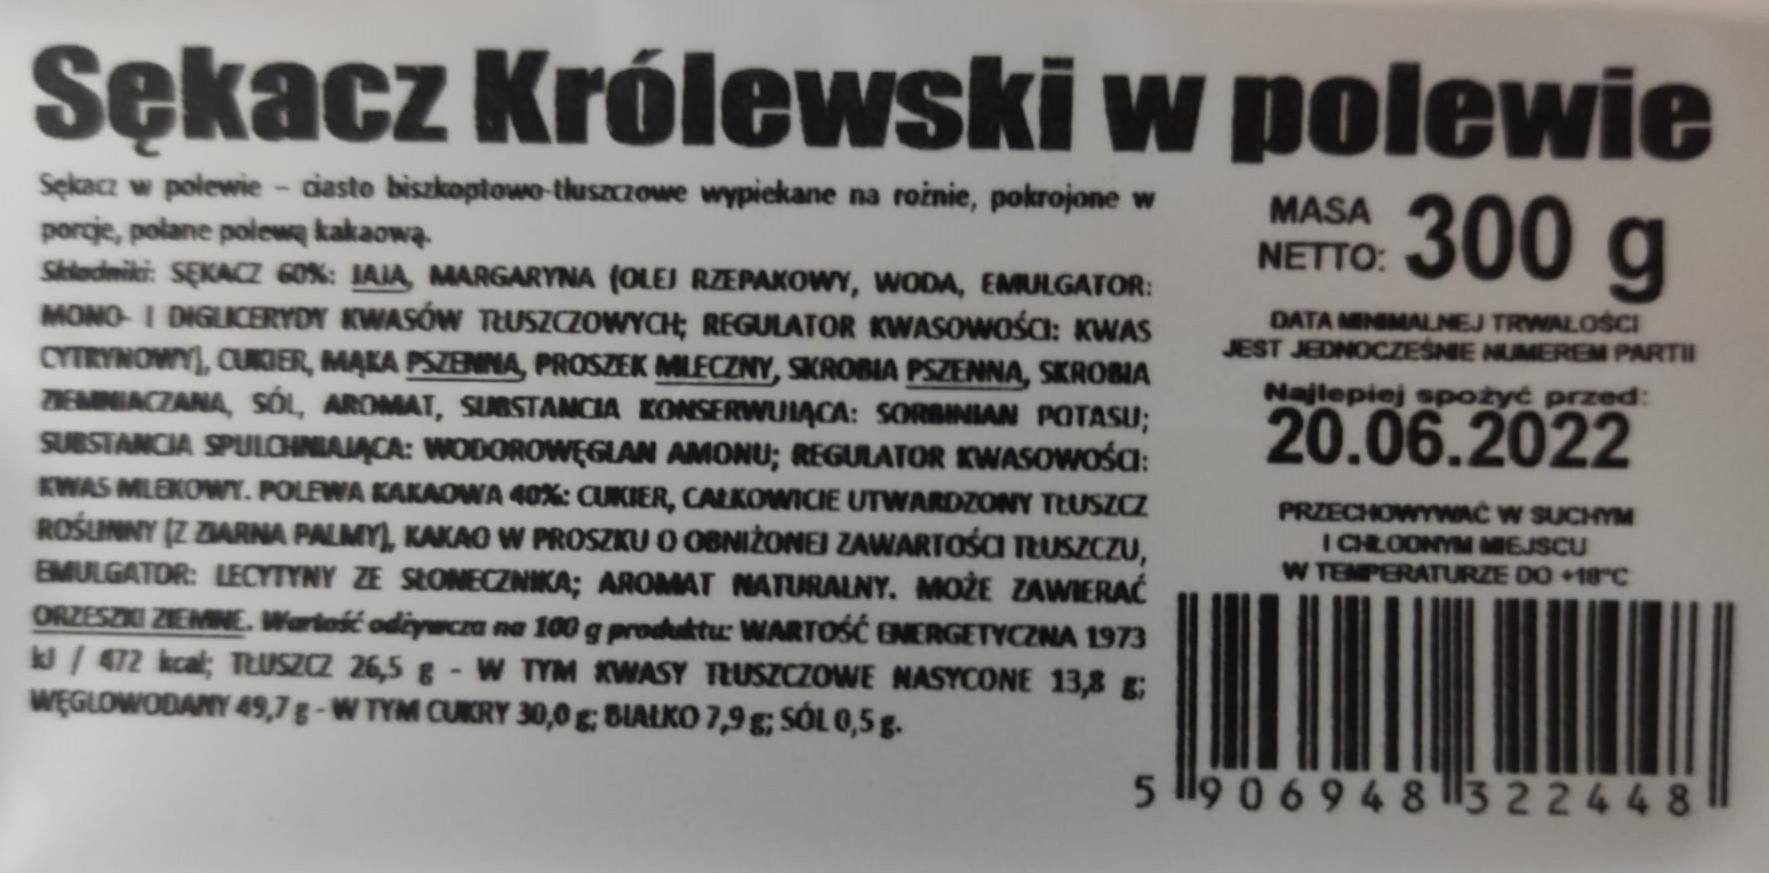 Sękacz Królewski w polewie
Sękacz w polewie – ciasto biszkoptowo-tłuszczowe wypiekane na rożnie, pokrojone w
porcje, polane polewą kakaową.
Składniki: SĘKACZ 60%: JAJA, MARGARYNA (OLEJ RZEPAKOWY, WODA, EMULGATOR:
MONO- I DIGLICERYDY KWASÓW TŁUSZCZOWYCH; REGULATOR KWASOWOŚCI: KWAS
CYTRYNOWY), CUKIER, MĄKA PSZENNA, PROSZEK MLECZNY, SKROBIA PSZENNA, SKROBIA
ZIEMNIACZANA, SÓL, AROMAT, SUBSTANCJA KONSERWUJĄCA: SORBINIAN POTASU;
SUBSTANCJA SPULCHNIAJĄCA: WODOROWĘGLAN AMONU; REGULATOR KWASOWOŚCI:
KWAS MLEKOWY. POLEWA KAKAOWA 40%: CUKIER, CAŁKOWICIE UTWARDZONY TŁUSZCZ
ROŚLINNY (Z ZIARNA PALMY), KAKAO W PROSZKU O OBNIŻONEJ ZAWARTOŚCI TŁUSZCZU,
EMULGATOR: LECYTYNY ZE SŁONECZNIKA; AROMAT NATURALNY. MOŻE ZAWIERAĆ
ORZESZKI ZIEMNE. Wartość odżywcza na 100 g produktu: WARTOŚĆ ENERGETYCZNA 1973
kJ / 472 kcal; TŁUSZCZ 26,5 g - W TYM KWASY TŁUSZCZOWE NASYCONE 13,8 g;
WĘGLOWODANY 49,7 g - W TYM CUKRY 30,0 g; BIAŁKO 7,9 g; SÓL 0,5 g.
MASA
NETTO: 300 g
DATA MINIMALNEJ TRWAŁOŚCI
JEST JEDNOCZEŚNIE NUMEREM PARTII
Najlepiej spożyć przed:
20.06.2022
PRZECHOWYWAĆ W SUCHYM
I CHŁODNYM MIEJSCU
W TEMPERATURZE DO +18°C
5 906948 322448